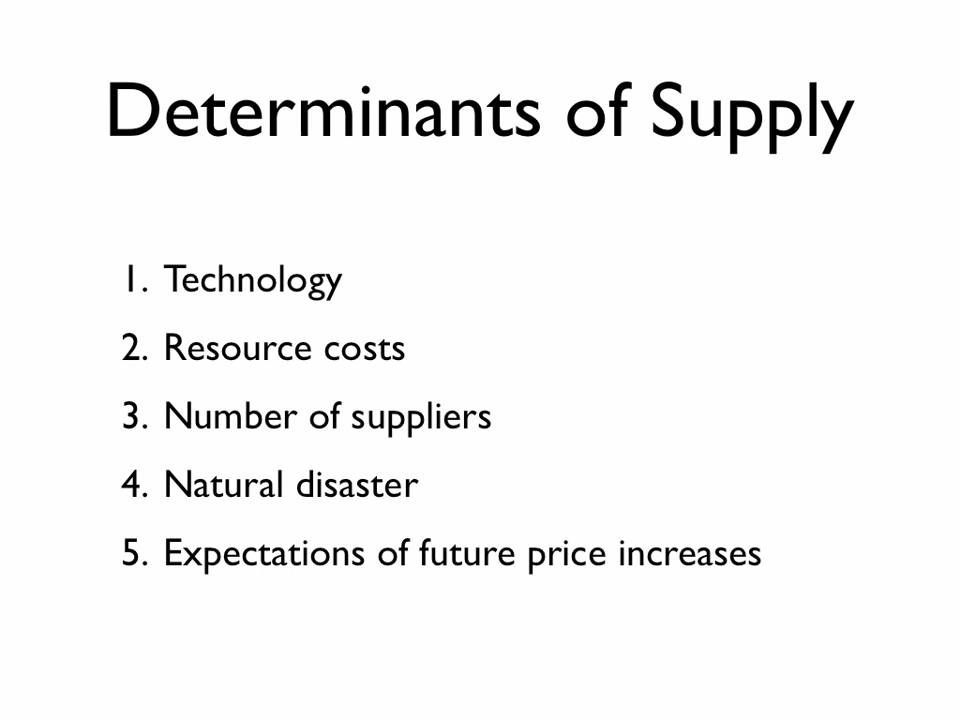 Determinants of Supply
1. Technology
2. Resource costs
3. Number of suppliers
4. Natural disaster
5. Expectations of future price increases